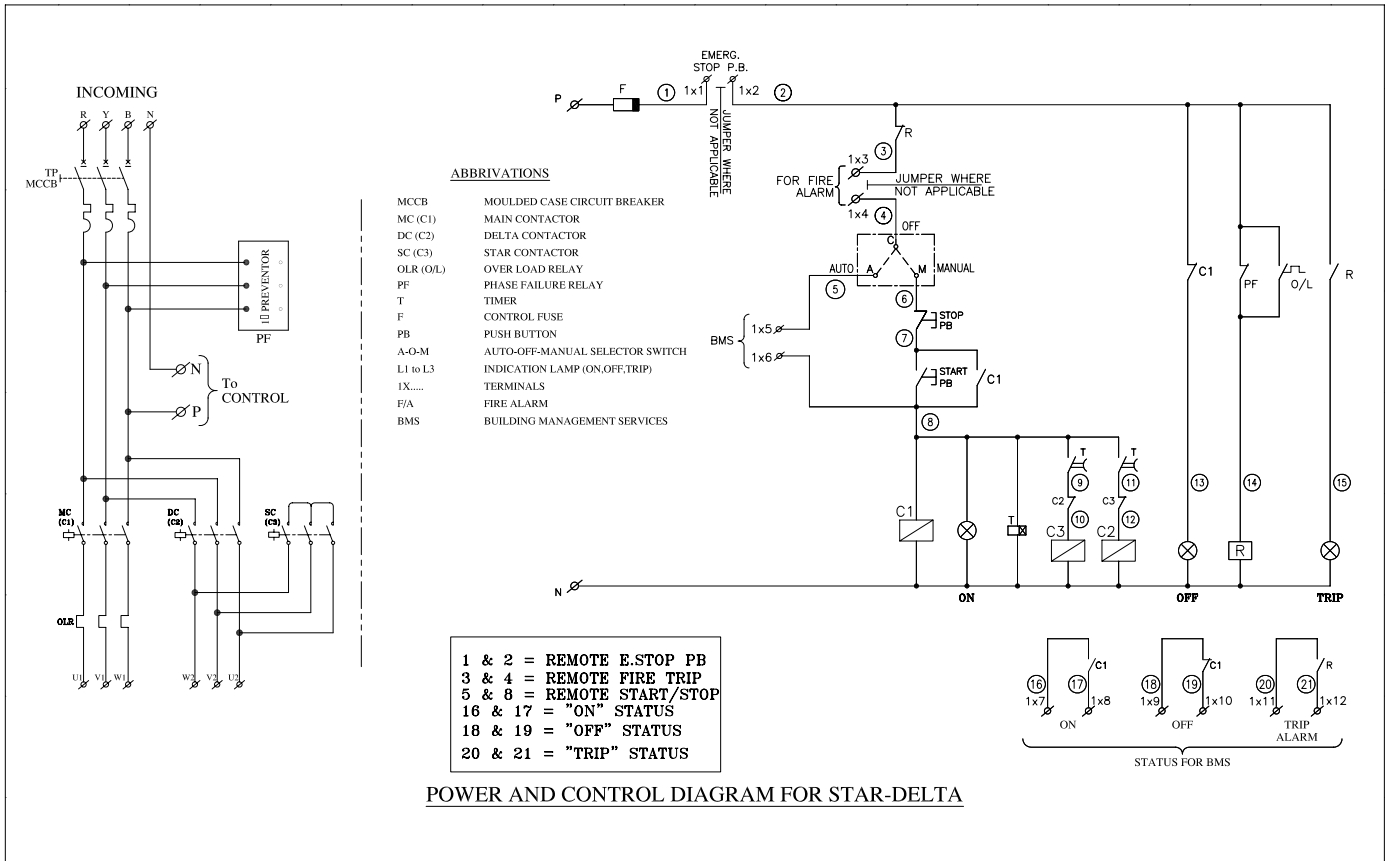 INCOMING
R Y B N
TP
MCCB
PREVENTOR
PF
N
P
To
CONTROL
MC
(C1)
DC
(C2)
SC
(C3)
OLR
U1 V1 W1 W2 V2 U2
ABBRIVATIONS
MCCB MOULDED CASE CIRCUIT BREAKER
MC (C1) MAIN CONTACTOR
DC (C2) DELTA CONTACTOR
SC (C3) STAR CONTACTOR
OLR (O/L) OVER LOAD RELAY
PF PHASE FAILURE RELAY
T TIMER
F CONTROL FUSE
PB PUSH BUTTON
A-O-M AUTO-OFF-MANUAL SELECTOR SWITCH
L1 to L3 INDICATION LAMP (ON,OFF,TRIP)
1X..... TERMINALS
F/A FIRE ALARM
BMS BUILDING MANAGEMENT SERVICES
EMERG.
STOP P.B.
P F 1 1x1 1x2 2
JUMPER WHERE
NOT APPLICABLE
R
3
1x3
FOR FIRE
ALARM
JUMPER WHERE
NOT APPLICABLE
1x4 4
OFF
C
AUTO A M MANUAL
5 6
STOP
PB
7
BMS
1x5
1x6
START
PB
C1
8
C1
PF O/L
R
T T
9 11
C2 C3
10 12
13 14 15
C1 T C3 C2 R
N
ON OFF TRIP
1 & 2 = REMOTE E.STOP PB
3 & 4 = REMOTE FIRE TRIP
5 & 8 = REMOTE START/STOP
16 & 17 = "ON" STATUS
18 & 19 = "OFF" STATUS
20 & 21 = "TRIP" STATUS
C1 C1 R
16 17 18 19 20 21
1x7 1x8 1x9 1x10 1x11 1x12
ON OFF TRIP
ALARM
STATUS FOR BMS
POWER AND CONTROL DIAGRAM FOR STAR-DELTA